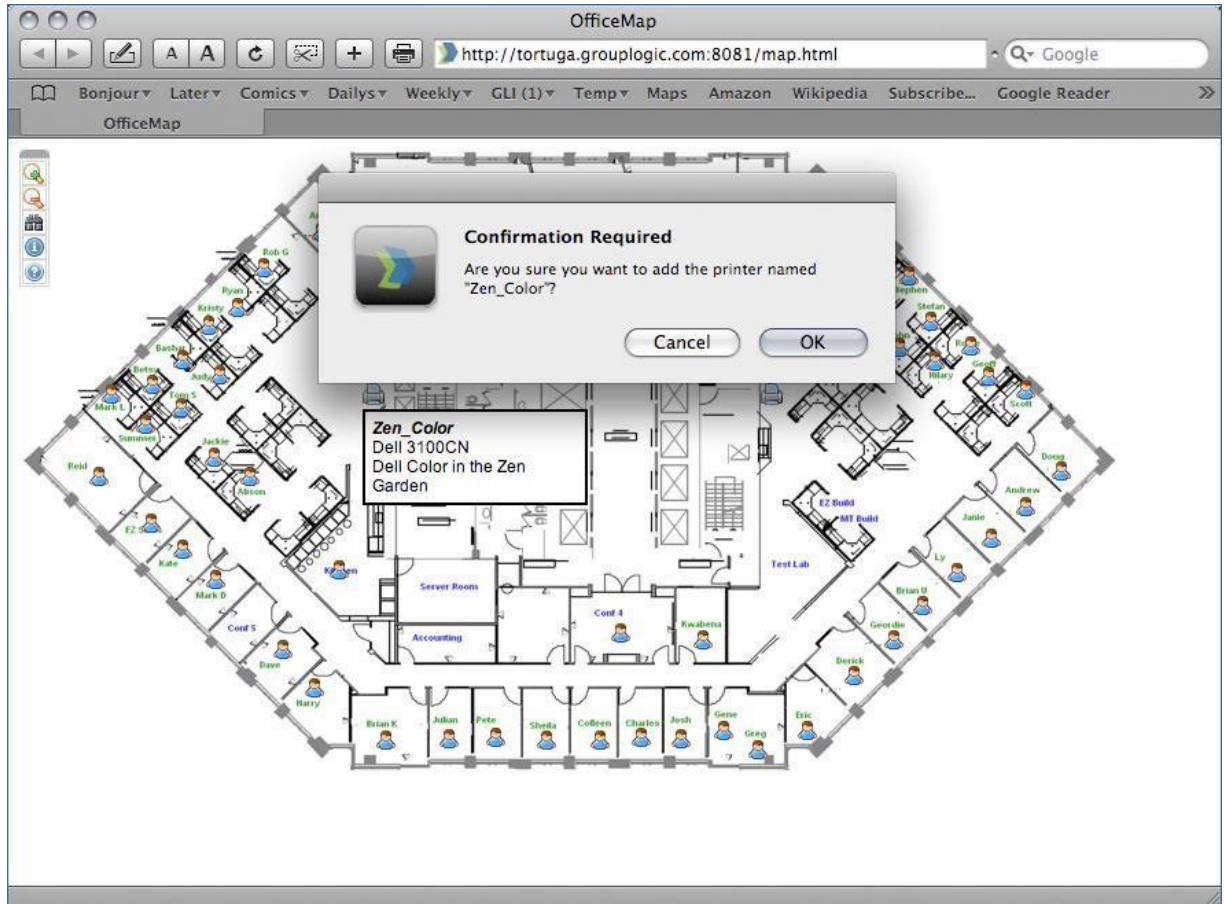 OfficeMap
A A
http://tortuga.grouplogic.com:8081/map.html
Google
Bonjour Later Comics Dailys Weekly GLI (1) Temp Maps Amazon Wikipedia Subscribe... Google Reader
OfficeMap
Confirmation Required
Are you sure you want to add the printer named
"Zen_Color"?
Cancel OK
Zen_Color
Dell 3100CN
Dell Color in the Zen
Garden
Rob G
Ryan
Kristy
Betsy
Judy
Mark L
Tom S
Summer
Jackie
Alison
Reid
Kate
Mark D
Conf 5
Dave
Harry
Server Rooms
Accounting
Conf 4
Kwabena
Brian K
Julian
Pete
Sheila
Colleen
Charles
Josh
Gene
Greg
Eric
Derick
Geordie
Brian U
Ly
Janie
Andrew
Doug
Test Lab
EZ Build
MT Build
Stefan
Geoff
Hilary
Scott